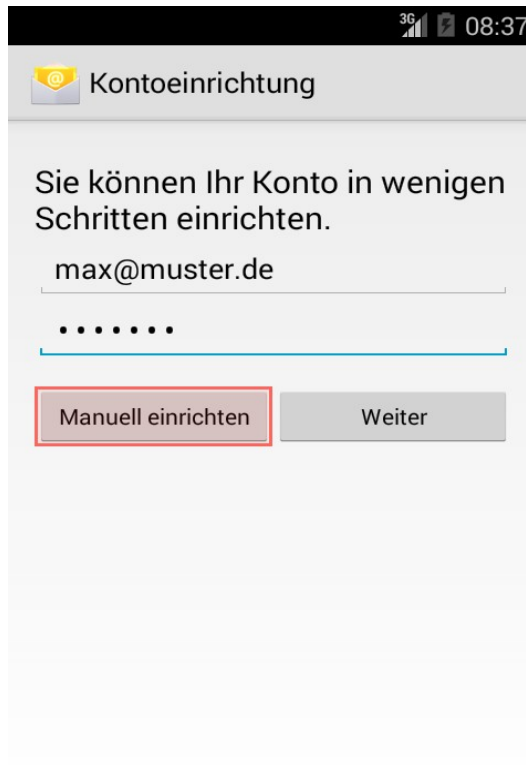 3G 08:37
Kontoeinrichtung
Sie können Ihr Konto in wenigen
Schritten einrichten.
max@muster.de
•••••••
Manuell einrichten Weiter